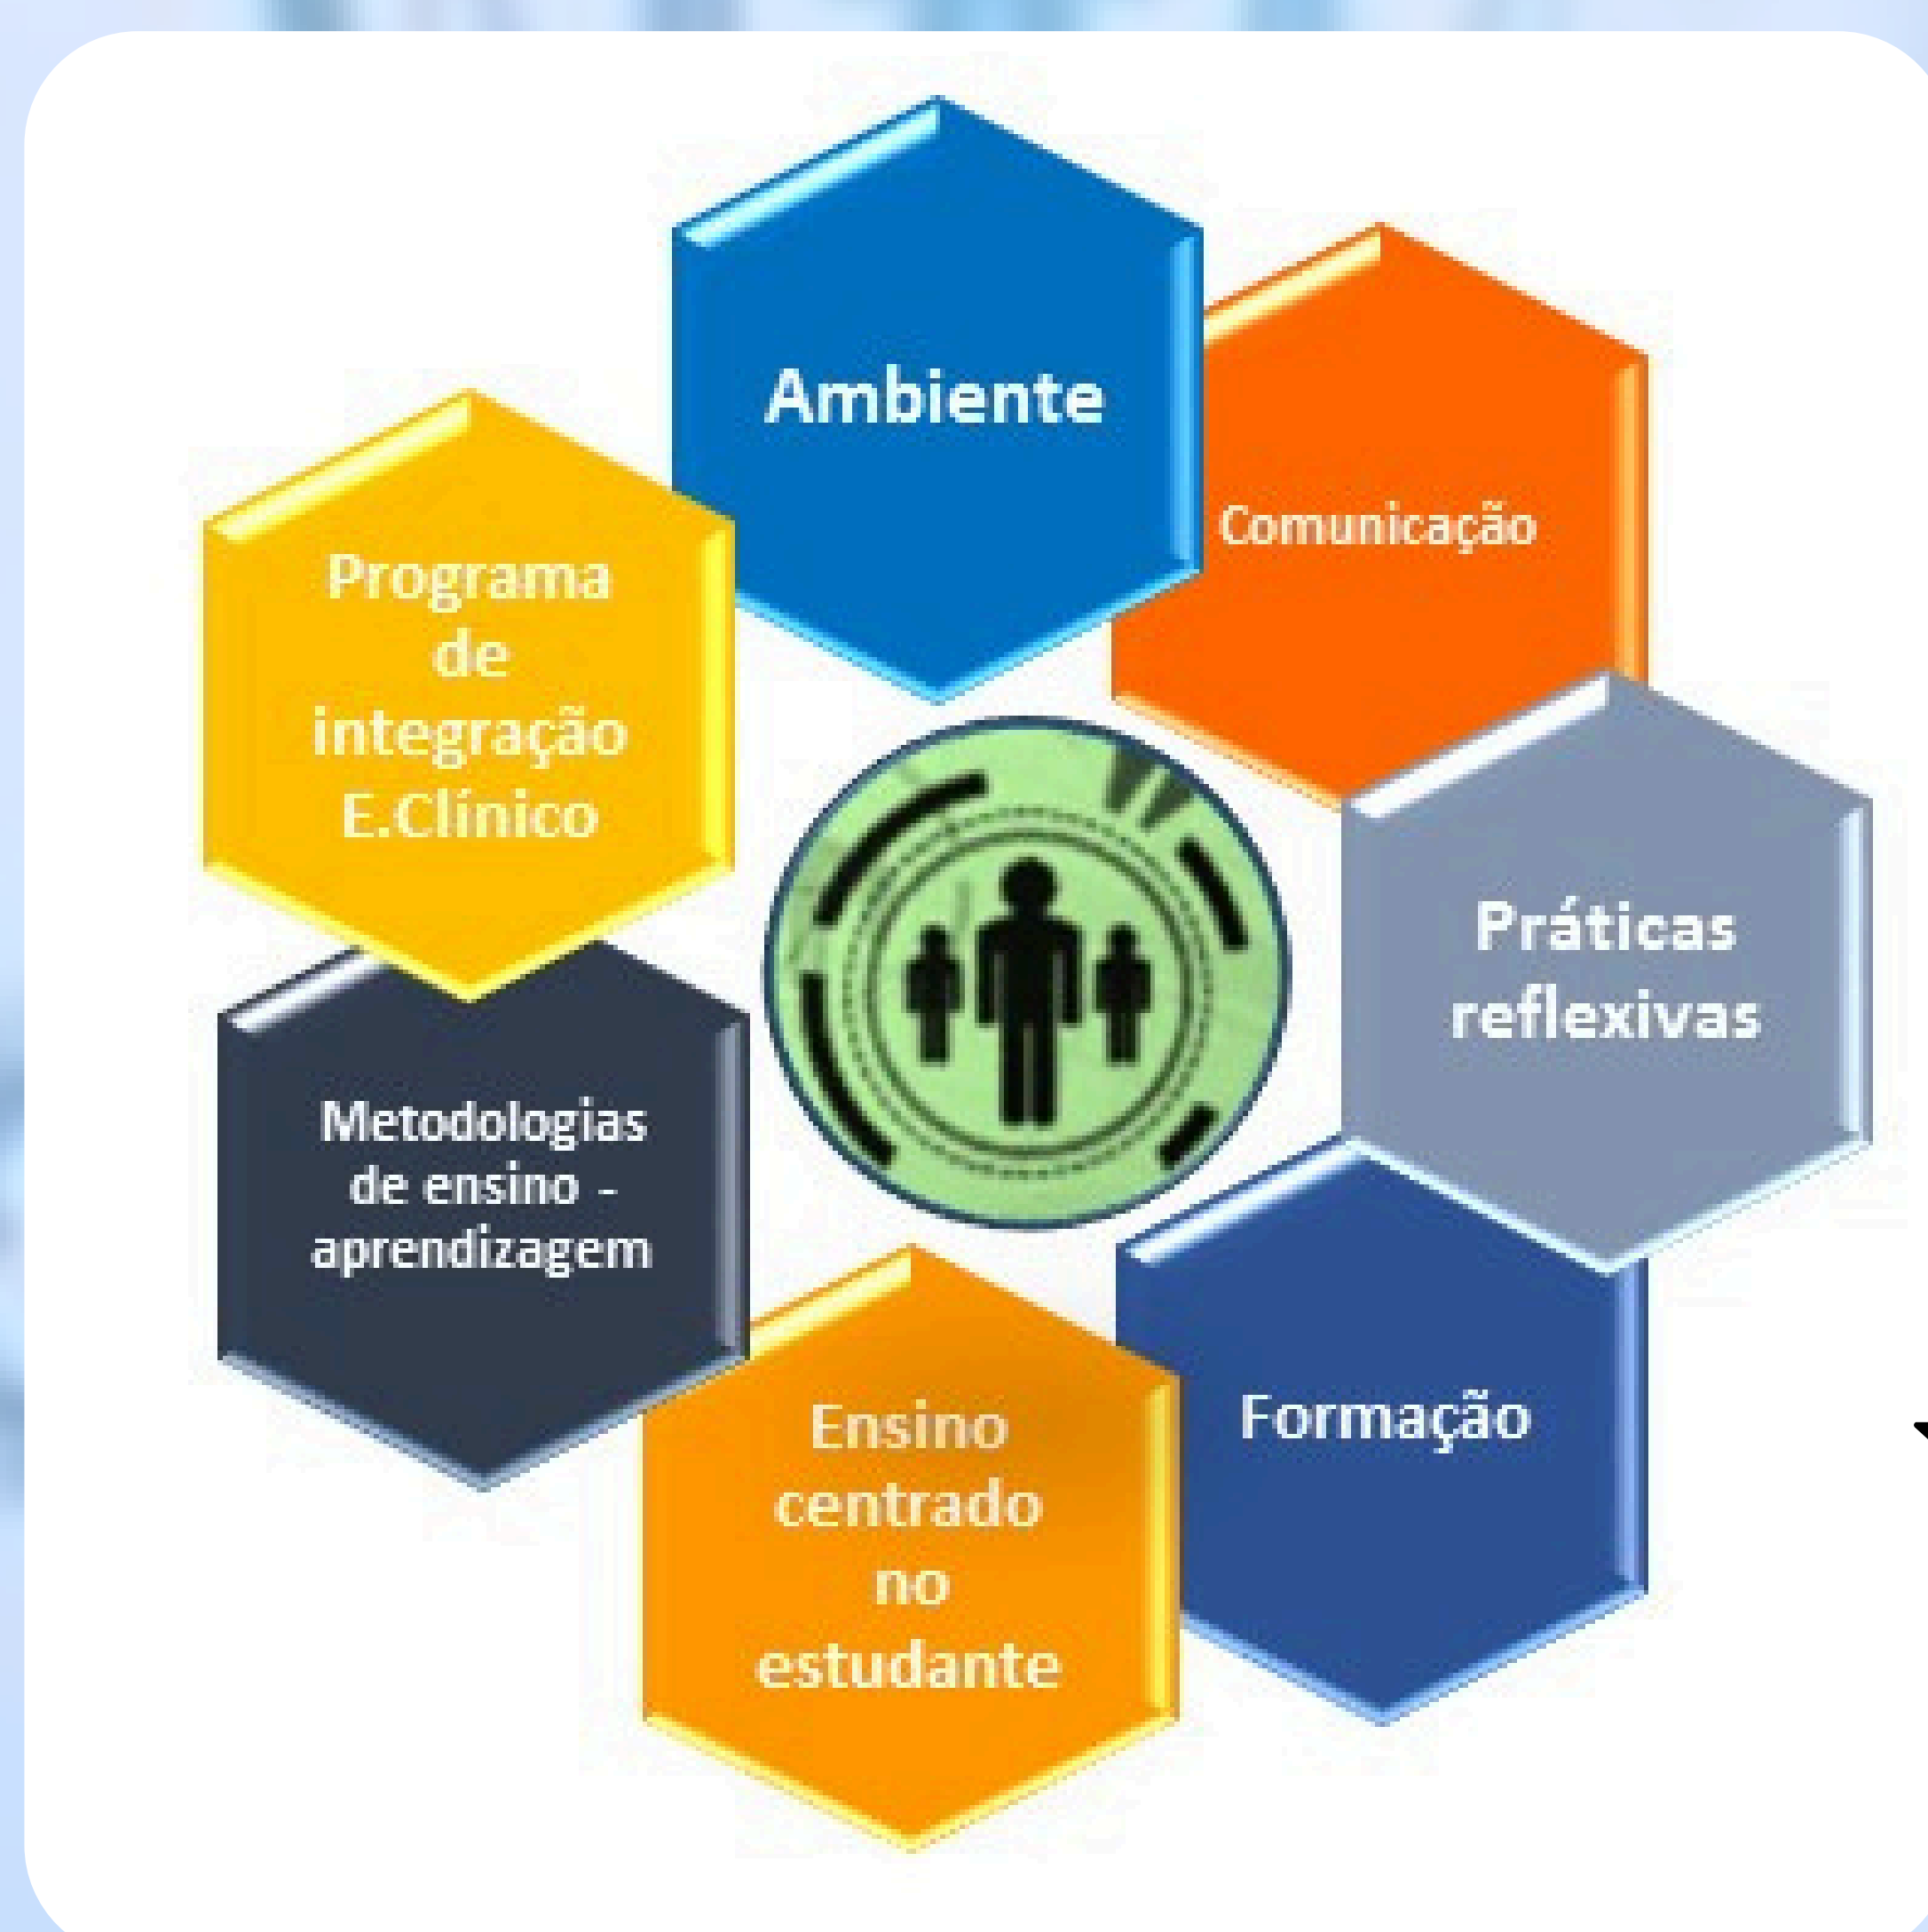 Ambiente
Comunicação
Práticas
reflexivas
Formação
Ensino
centrado
no
estudante
Metodologias
de ensino -
aprendizagem
Programa
de
integração
E.Clínico